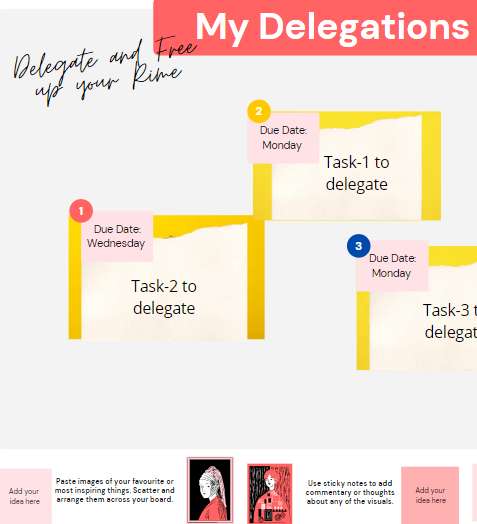 My Delegations
Delegate and Free
up your Rime
2
Due Date:
Monday
Task-1 to
delegate
1
Due Date:
Wednesday
Task-2 to
delegate
3
Due Date:
Monday
Task-3 t
delegat
Add your
idea here
Paste images of your favourite or
most inspiring things. Scatter and
arrange them across your board.
Use sticky notes to add
commentary or thoughts
about any of the visuals.
Add your
idea here